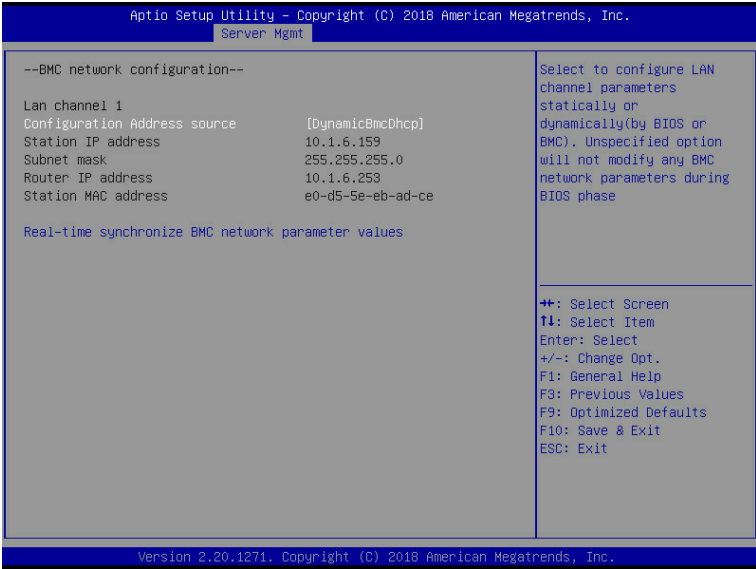 Aptio Setup Utility – Copyright (C) 2018 American Megatrends, Inc.
Server Mgmt
--BMC network configuration--
Lan channel 1
Configuration Address source [DynamicBmcDhcp]
Station IP address 10.1.6.159
Subnet mask 255.255.255.0
Router IP address 10.1.6.253
Station MAC address e0-d5-5e-eb-ad-ce
Real-time synchronize BMC network parameter values
Select to configure LAN
channel parameters
statically or
dynamically(by BIOS or
BMC). Unspecified option
will not modify any BMC
network parameters during
BIOS phase
→←: Select Screen
↑↓: Select Item
Enter: Select
+/-: Change Opt.
F1: General Help
F3: Previous Values
F9: Optimized Defaults
F10: Save & Exit
ESC: Exit
Version 2.20.1271. Copyright (C) 2018 American Megatrends, Inc.